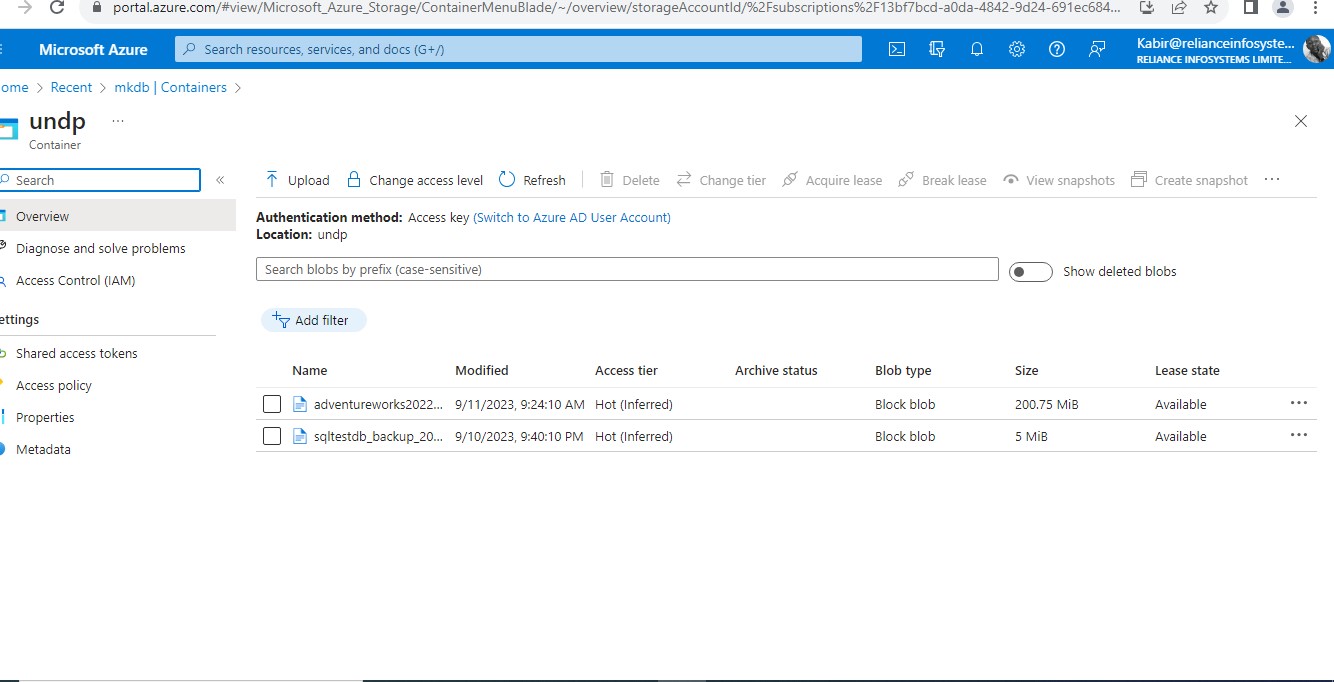 portal.azure.com/#view/Microsoft_Azure_Storage/ContainerMenuBlade/~/overview/storageAccountId/%2Fsubscriptions%2F13bf7bcd-a0da-4842-9d24-691ec684...
Microsoft Azure
Search resources, services, and docs (G+/)
Kabir@relianceinfosyste...
RELIANCE INFOSYSTEMS LIMITE...
ome > Recent > mkdb | Containers >
undp ...
Container
Search «
Upload Change access level Refresh Delete Change tier Acquire lease Break lease View snapshots Create snapshot ...
Overview
Diagnose and solve problems
Access Control (IAM)
ettings
Shared access tokens
Access policy
Properties
Metadata
Authentication method: Access key (Switch to Azure AD User Account)
Location: undp
Search blobs by prefix (case-sensitive)
Show deleted blobs
Add filter
Name Modified Access tier Archive status Blob type Size Lease state
adventureworks2022... 9/11/2023, 9:24:10 AM Hot (Inferred) Block blob 200.75 MiB Available ...
sqltestdb_backup_20... 9/10/2023, 9:40:10 PM Hot (Inferred) Block blob 5 MiB Available ...